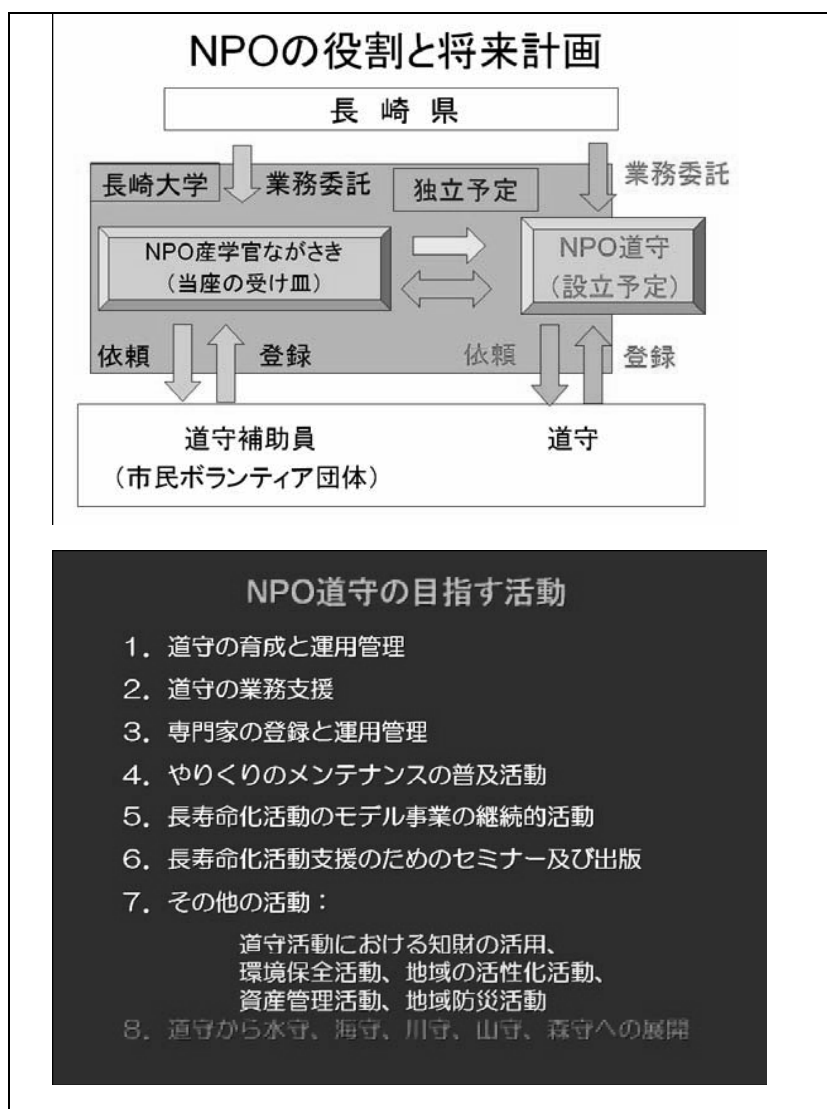 NPOの役割と将来計画
長崎県
長崎大学
業務委託
独立予定
業務委託
NPO産学官ながさき
(当座の受け皿)
NPO道守
(設立予定)
依頼
登録
依頼
登録
道守補助員
(市民ボランティア団体)
道守
NPO道守の目指す活動
1. 道守の育成と運用管理
2. 道守の業務支援
3. 専門家の登録と運用管理
4. やりくりのメンテナンスの普及活動
5. 長寿命化活動のモデル事業の継続的活動
6. 長寿命化活動支援のためのセミナー及び出版
7. その他の活動：
道守活動における知財の活用、
環境保全活動、地域の活性化活動、
資産管理活動、地域防災活動
8. 道守から水守、海守、川守、山守、森守への展開